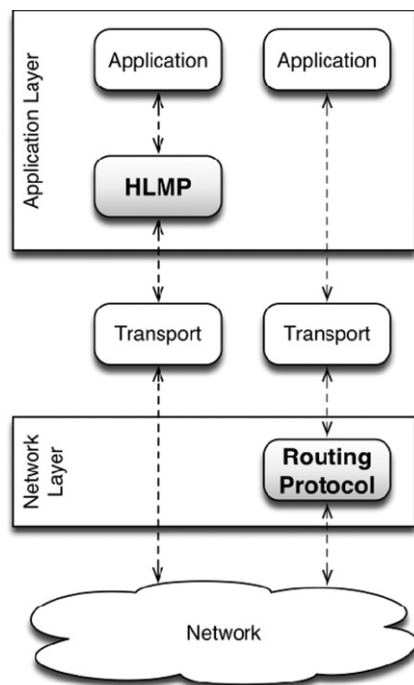 Application Layer
Application
Application
HLMP
Transport
Transport
Network
Layer
Routing
Protocol
Network